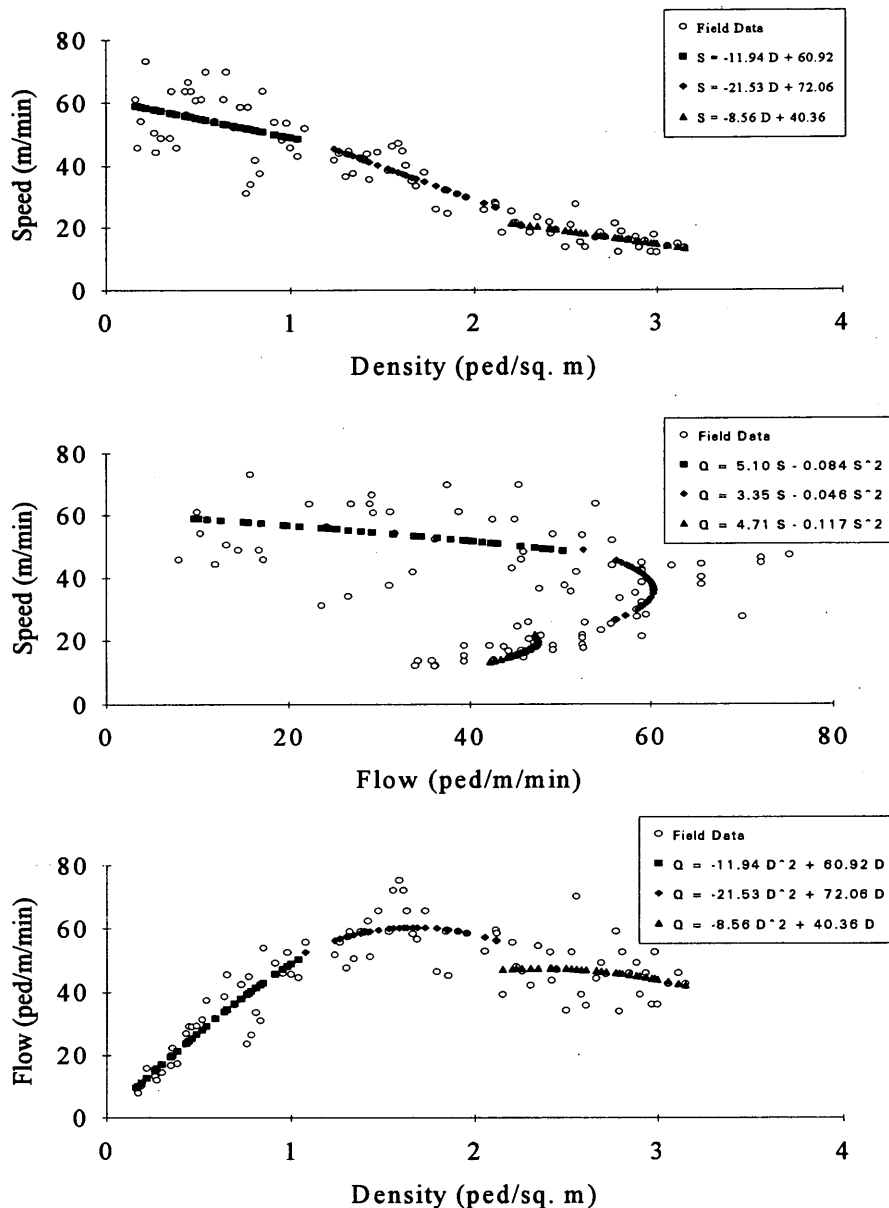 Field Data
S = -11.94 D + 60.92
S = -21.53 D + 72.06
S = -8.56 D + 40.36
80
60
40
20
0
Speed (m/min)
0 1 2 3 4
Density (ped/sq. m)
Field Data
Q = 5.10 S - 0.084 S^2
Q = 3.35 S - 0.046 S^2
Q = 4.71 S - 0.117 S^2
80
60
40
20
0
Speed (m/min)
0 20 40 60 80
Flow (ped/m/min)
Field Data
Q = -11.94 D^2 + 60.92 D
Q = -21.53 D^2 + 72.06 D
Q = -8.56 D^2 + 40.36 D
80
60
40
20
0
Flow (ped/m/min)
0 1 2 3 4
Density (ped/sq. m)